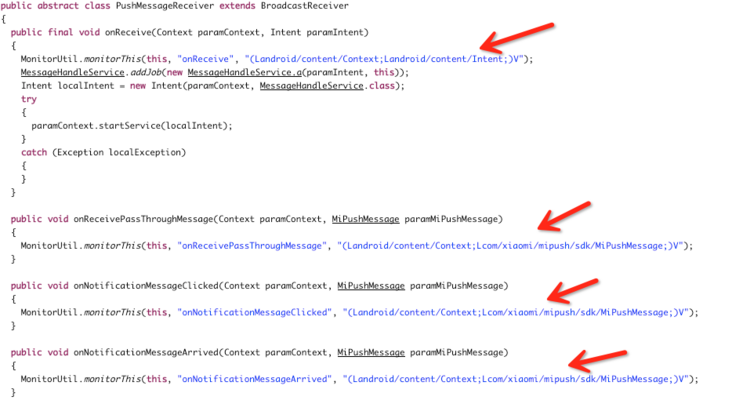 public abstract class PushMessageReceiver extends BroadcastReceiver
{
public final void onReceive(Context paramContext, Intent paramIntent)
{
MonitorUtil.monitorThis(this, "onReceive", "(Landroid/content/Context;Landroid/content/Intent;)V");
MessageHandleService.addJob(new MessageHandleService.a(paramIntent, this));
Intent localIntent = new Intent(paramContext, MessageHandleService.class);
try
{
paramContext.startService(localIntent);
}
catch (Exception localException)
{
}
}
public void onReceivePassThroughMessage(Context paramContext, MiPushMessage paramMiPushMessage)
{
MonitorUtil.monitorThis(this, "onReceivePassThroughMessage", "(Landroid/content/Context;Lcom/xiaomi/mipush/sdk/MiPushMessage;)V");
}
public void onNotificationMessageClicked(Context paramContext, MiPushMessage paramMiPushMessage)
{
MonitorUtil.monitorThis(this, "onNotificationMessageClicked", "(Landroid/content/Context;Lcom/xiaomi/mipush/sdk/MiPushMessage;)V");
}
public void onNotificationMessageArrived(Context paramContext, MiPushMessage paramMiPushMessage)
{
MonitorUtil.monitorThis(this, "onNotificationMessageArrived", "(Landroid/content/Context;Lcom/xiaomi/mipush/sdk/MiPushMessage;)V");
}